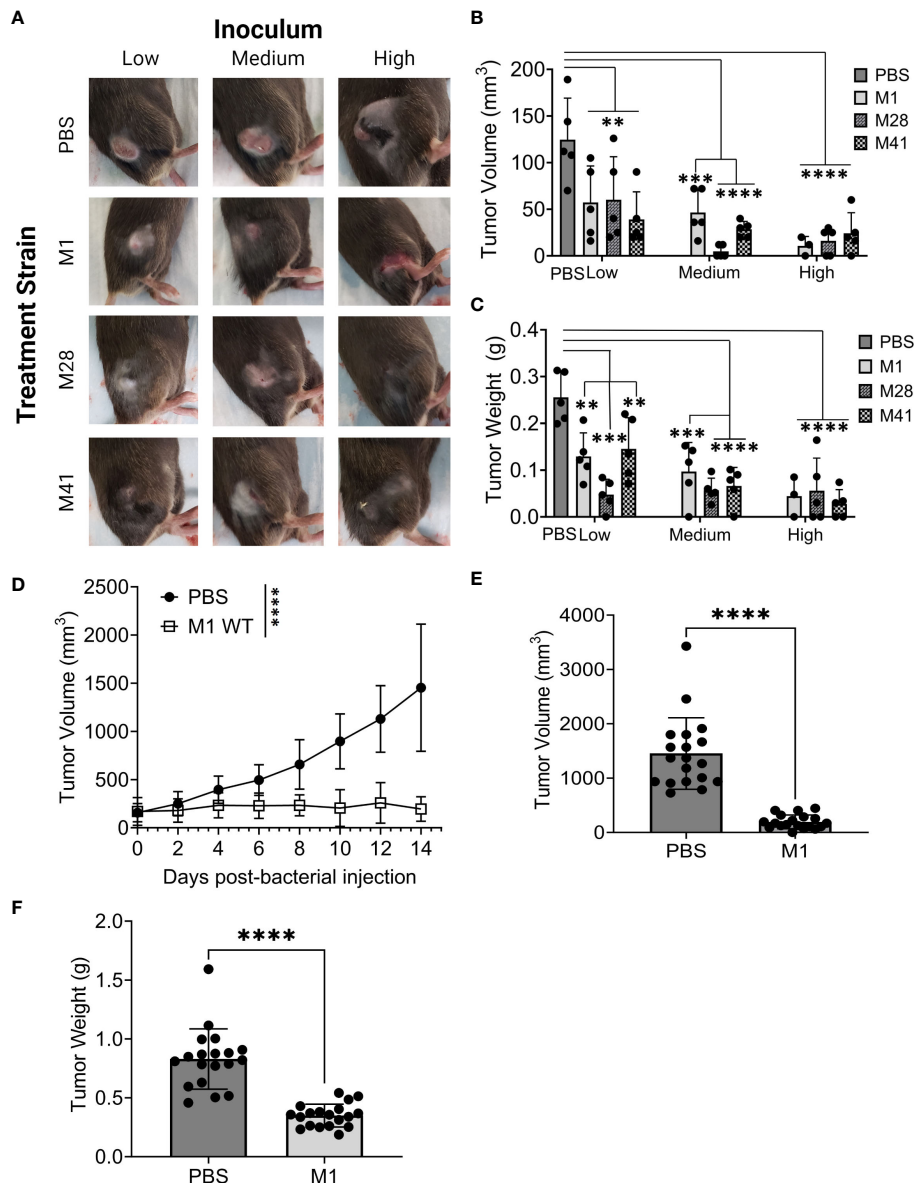 A
Inoculum
Low Medium High
Treatment Strain
PBS
M1
M28
M41
B
Tumor Volume (mm3)
200
150
100
50
0
**
***
****
****
PBS Low Medium High
PBS
M1
M28
M41
C
Tumor Weight (g)
0.4
0.3
0.2
0.1
0.0
**
***
**
***
****
****
PBS Low Medium High
PBS
M1
M28
M41
D
Tumor Volume (mm3)
2500
2000
1500
1000
500
0
PBS
M1 WT
****
0 2 4 6 8 10 12 14
Days post-bacterial injection
E
Tumor Volume (mm3)
4000
3000
2000
1000
0
****
PBS M1
F
Tumor Weight (g)
2.0
1.5
1.0
0.5
0.0
****
PBS M1